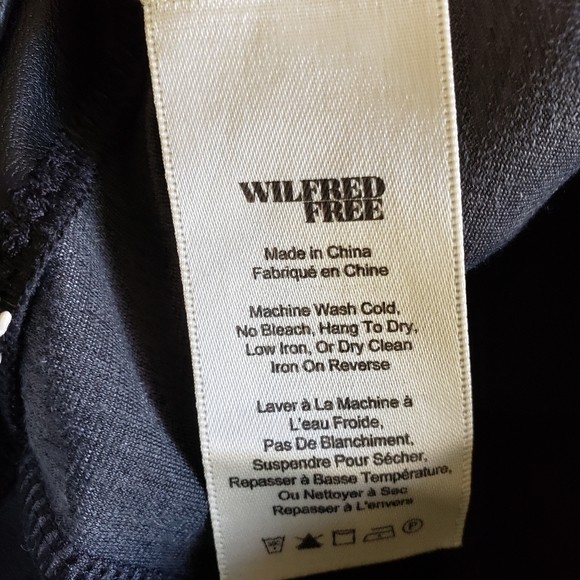 WILFRED
FREE
Made in China
Fabriqué en Chine
Machine Wash Cold,
No Bleach, Hang To Dry,
Low Iron, Or Dry Clean
Iron On Reverse
Laver à La Machine à
L'eau Froide,
Pas De Blanchiment,
Suspendre Pour Sécher,
Repasser à Basse Température,
Ou Nettoyer à Sec
Repasser à L'envers